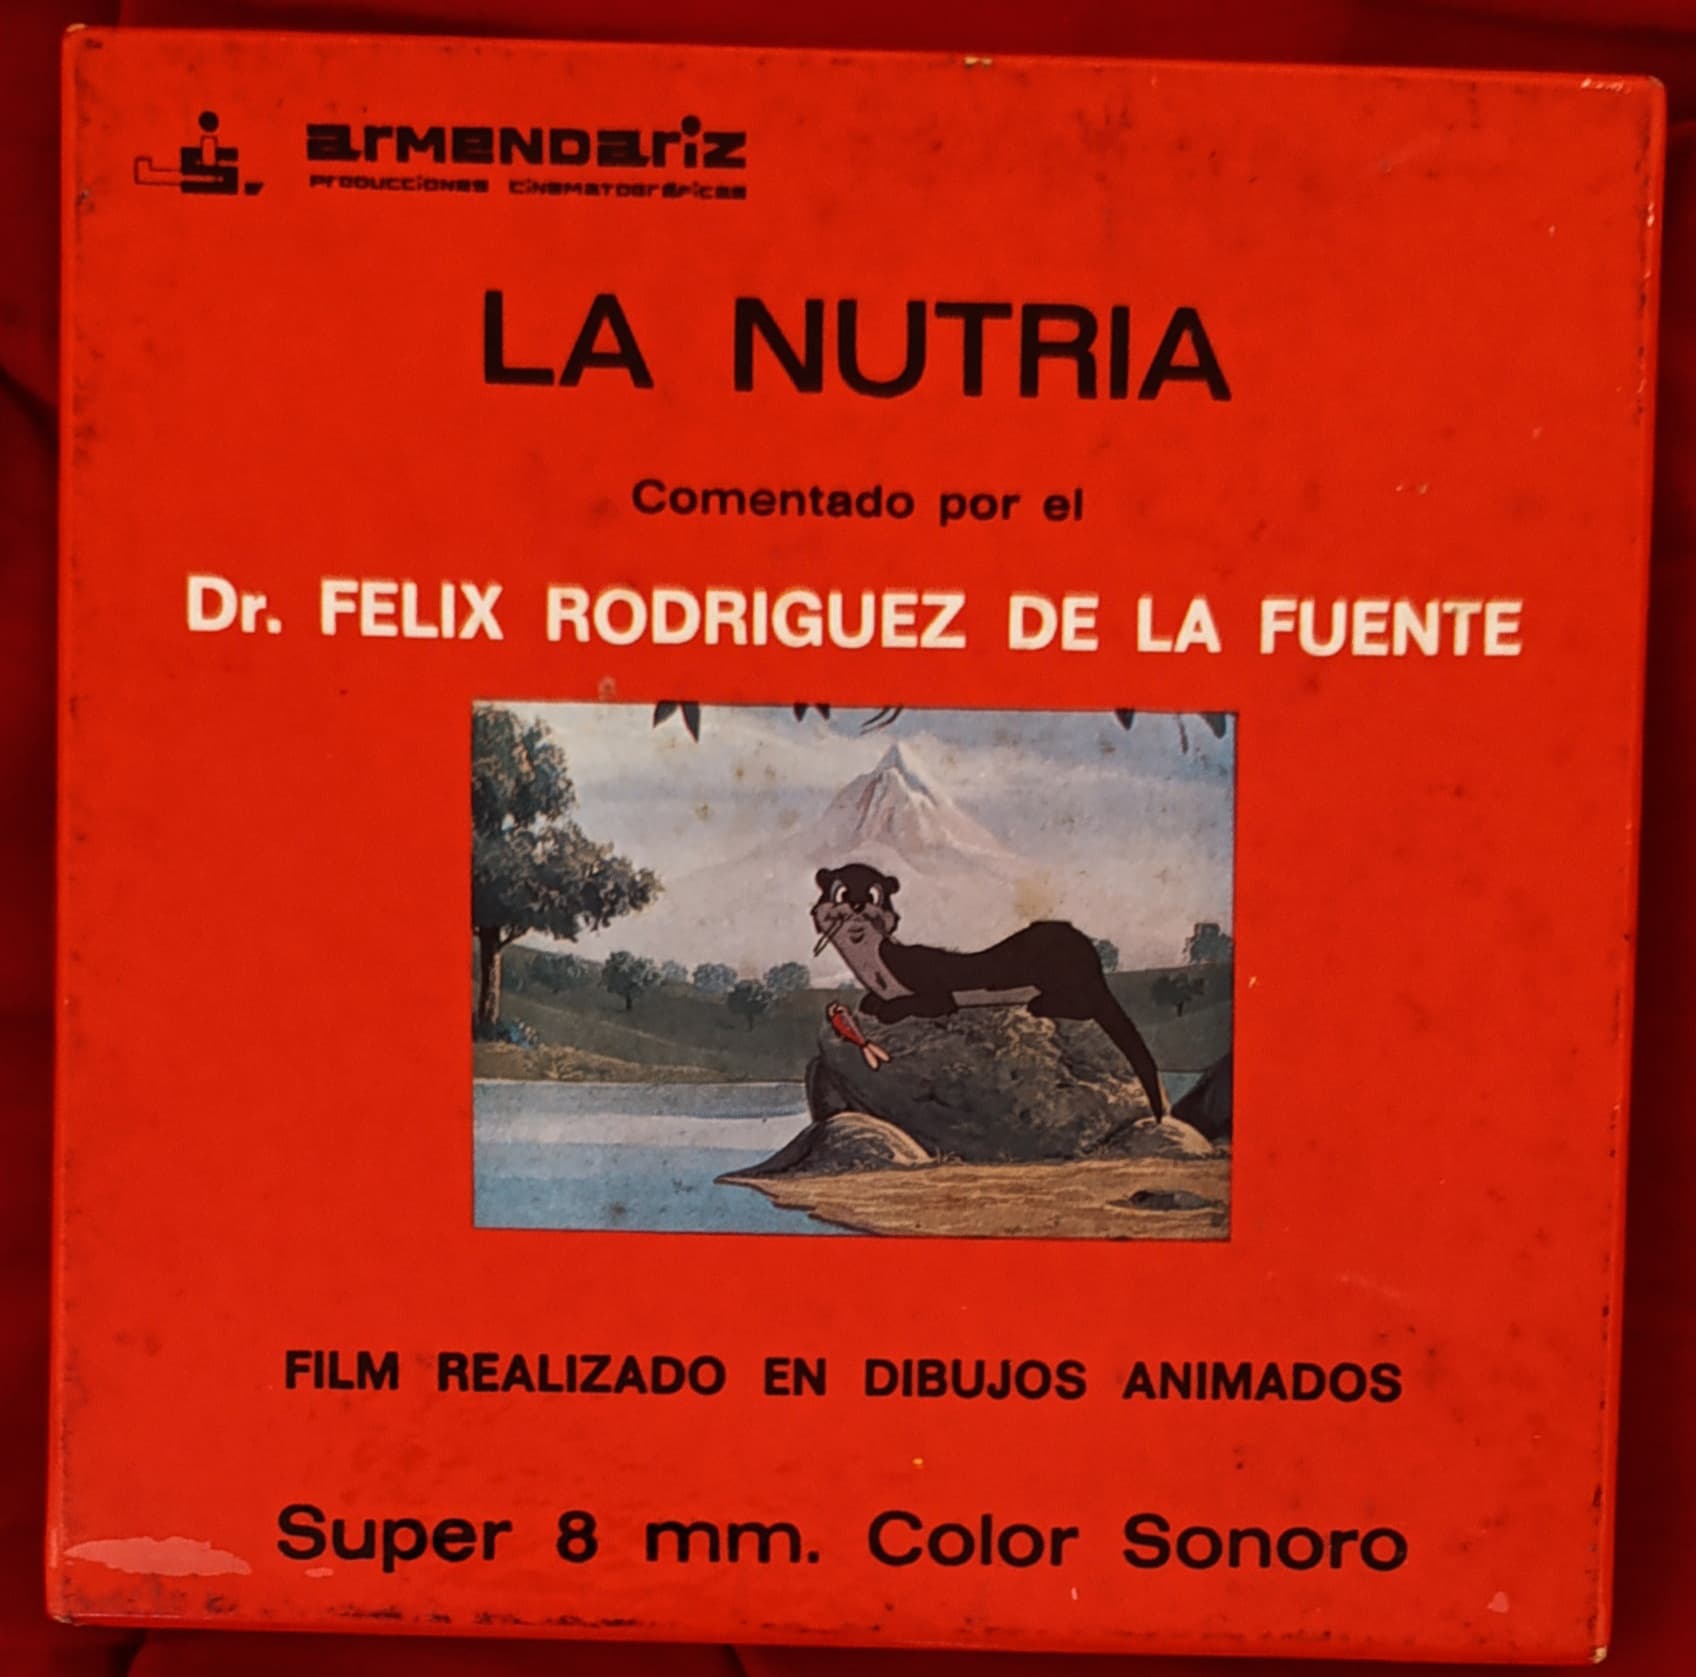 armendariz
producciones cinematográficas
LA NUTRIA
Comentado por el
Dr. FELIX RODRIGUEZ DE LA FUENTE
FILM REALIZADO EN DIBUJOS ANIMADOS
Super 8 mm. Color Sonoro